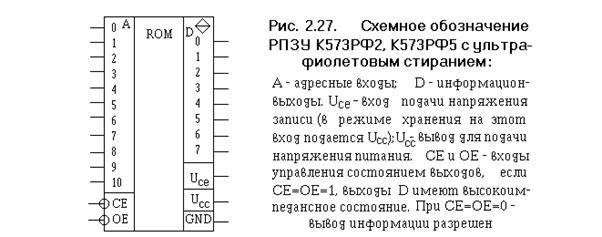 0 A ROM D
1 0
2 1
3 2
4 3
5 4
6 5
7 6
8 7
9
10 Uce
CE Ucc
OE GND
Рис. 2.27. Схемное обозначение
РПЗУ К573РФ2, К573РФ5 с ультра-
фиолетовым стиранием:
A - адресные входы; D - информацион-
выходы. Uce - вход подачи напряжения
записи (в режиме хранения на этот
вход подается Ucc); Ucc - вывод для подачи
напряжения питания. CE и OE - входы
управления состоянием выходов, если
CE=OE=1, выходы D имеют высокоим-
педансное состояние. При CE=OE=0 -
вывод информации разрешен